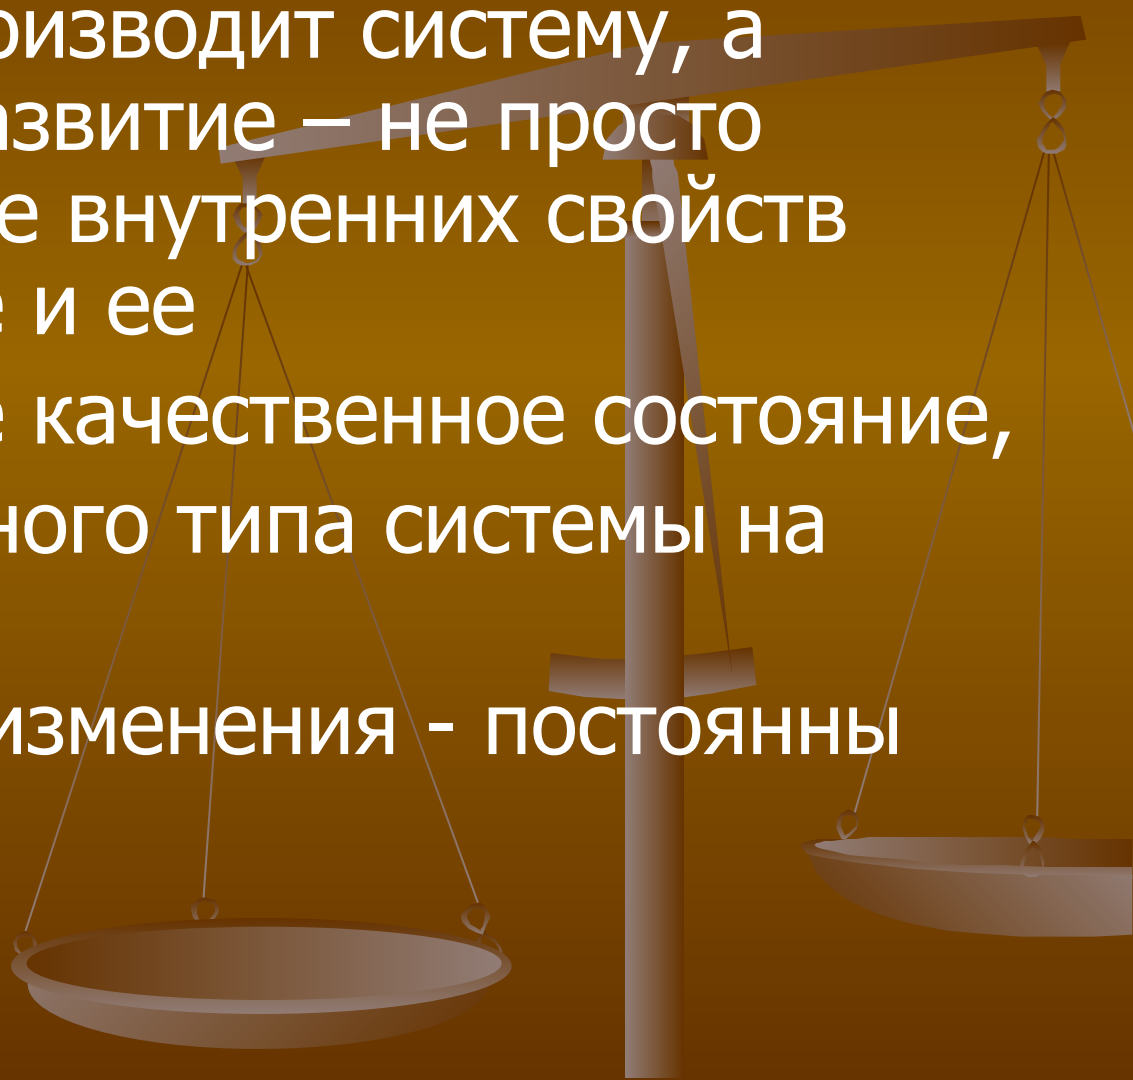 оизводит систему, а
азвитие – не просто
е внутренних свойств
е и ее
е качественное состояние,
ного типа системы на
изменения - постоянны